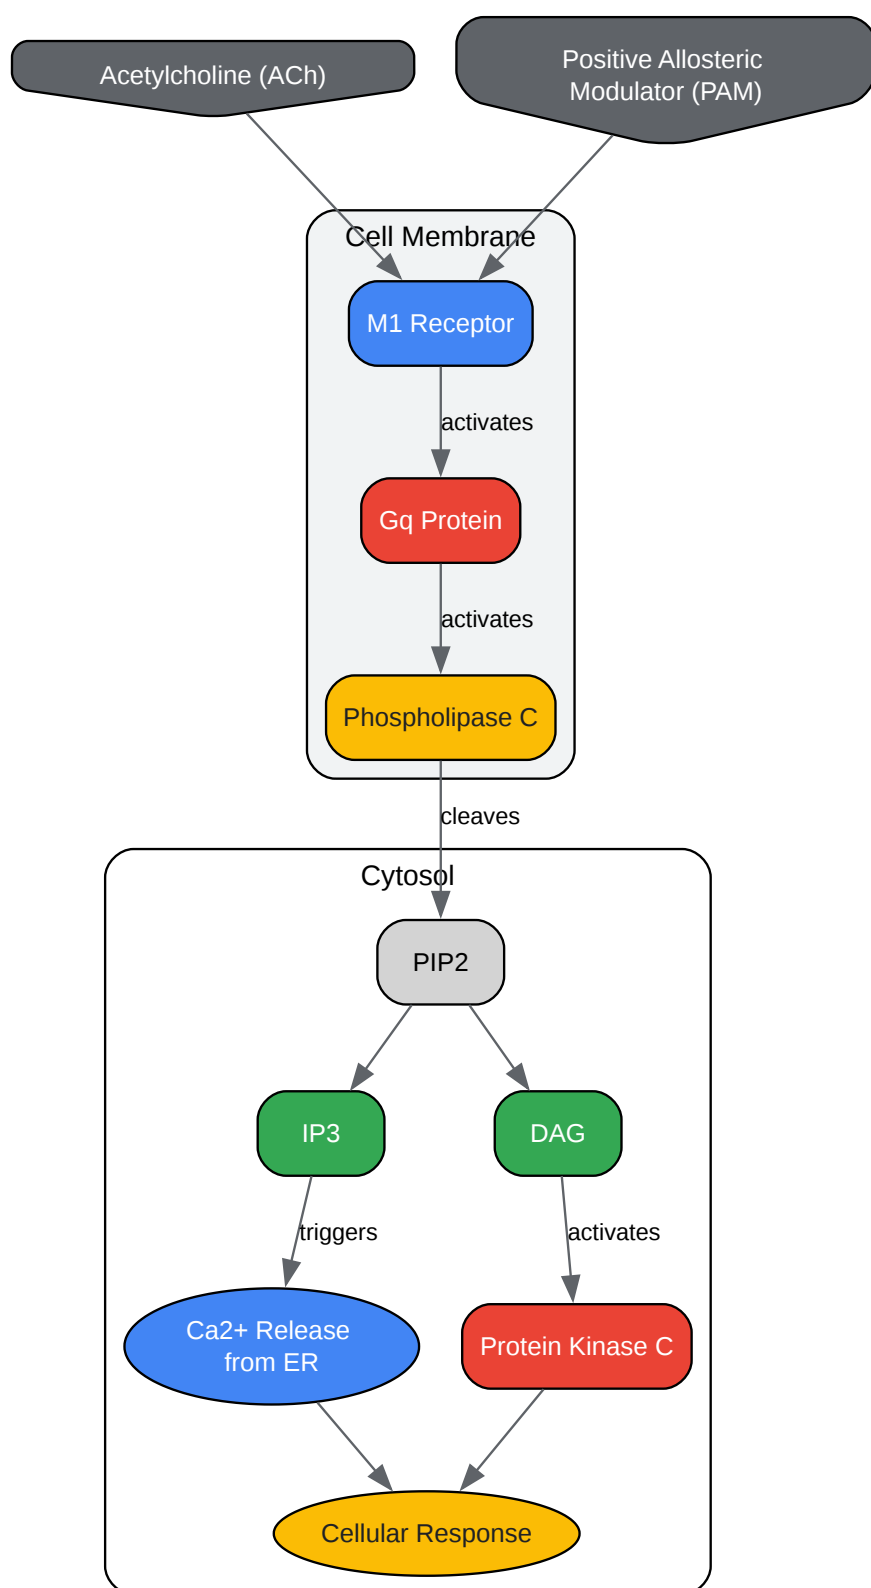 Acetylcholine (ACh)
Positive Allosteric
Modulator (PAM)
Cell Membrane
M1 Receptor
activates
Gq Protein
activates
Phospholipase C
cleaves
Cytosol
PIP2
IP3
DAG
triggers
activates
Ca2+ Release
from ER
Protein Kinase C
Cellular Response